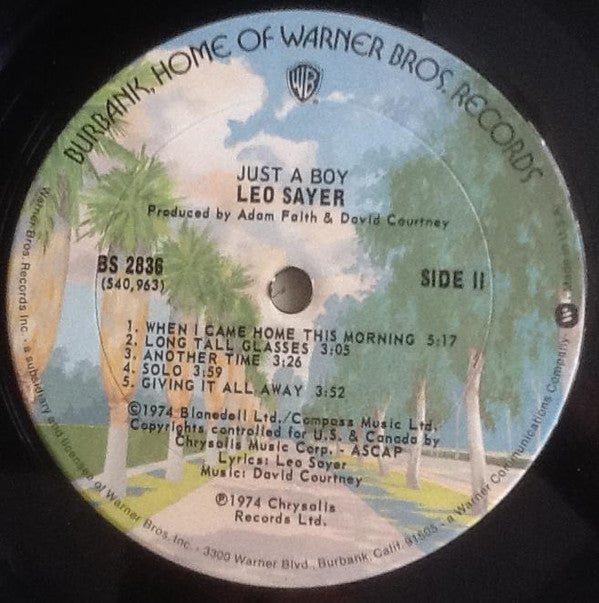 BURBANK, HOME OF WARNER BROS. RECORDS
WB
JUST A BOY
LEO SAYER
Produced by Adam Faith & David Courtney
BS 2836
(S40,963)
SIDE II
1. WHEN I CAME HOME THIS MORNING 5:17
2. LONG TALL GLASSES 3:05
3. ANOTHER TIME 3:26
4. SOLO 3:59
5. GIVING IT ALL AWAY 3:52
©1974 Blanedell Ltd./Compass Music Ltd.
Copyrights controlled for U.S. & Canada by
Chrysalis Music Corp. - ASCAP
Lyrics: Leo Sayer
Music: David Courtney
℗1974 Chrysalis
Records Ltd.
Warner Bros. Records Inc. - a subsidiary and licensee of Warner Bros. Inc. - 3300 Warner Blvd., Burbank, Calif. 91505 - a Warner Communications Company